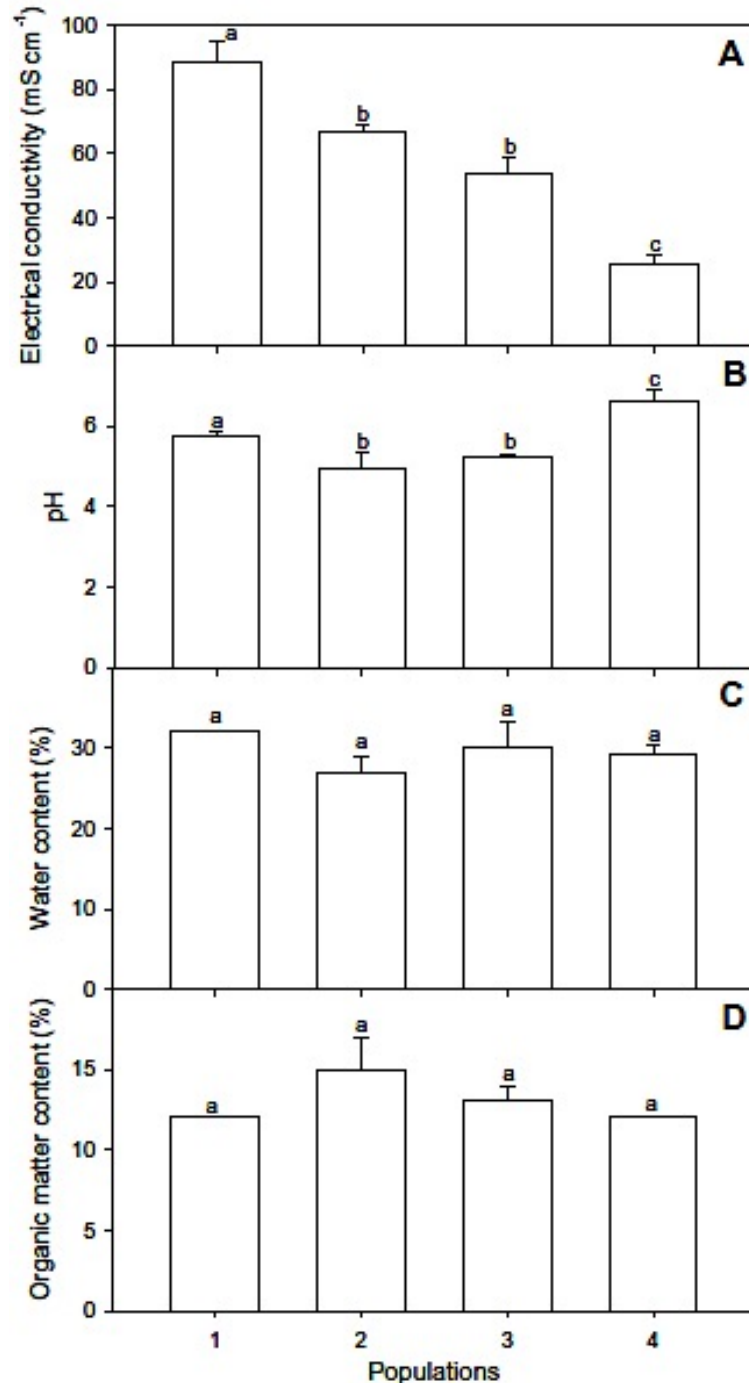 Electrical conductivity (mS cm⁻¹)
100
80
60
40
20
0
a
b
b
c
A
pH
6
4
2
0
a
b
b
c
B
Water content (%)
30
20
10
0
a
a
a
a
C
Organic matter content (%)
15
10
5
0
a
a
a
a
D
1 2 3 4
Populations